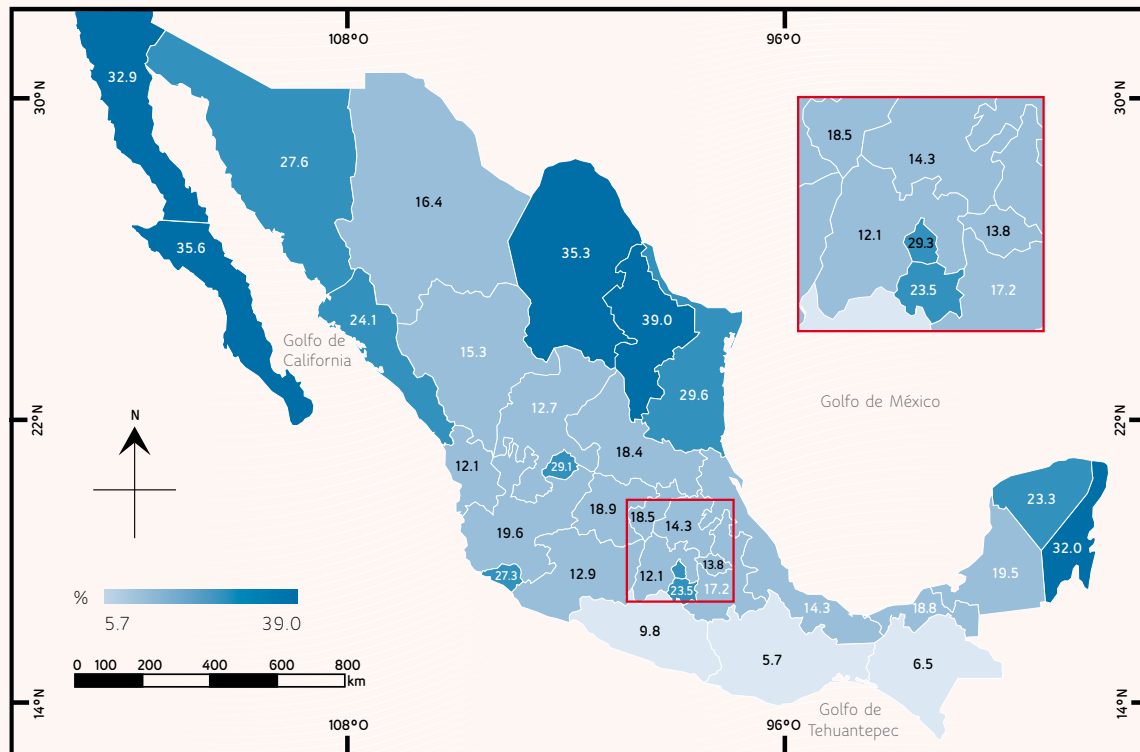 108°O
96°O
30°N
30°N
32.9
27.6
16.4
35.6
35.3
39.0
24.1
Golfo de
California
15.3
29.6
18.5
14.3
12.1
29.3
13.8
23.5
17.2
Golfo de México
22°N
22°N
N
12.7
12.1
29.1
18.4
19.6
18.9
18.5
14.3
27.3
12.9
12.1
13.8
23.5
17.2
23.3
32.0
19.5
14.3
18.8
%
5.7
39.0
9.8
5.7
6.5
0 100 200 400 600 800
km
Golfo de
Tehuantepec
14°N
14°N
108°O
96°O